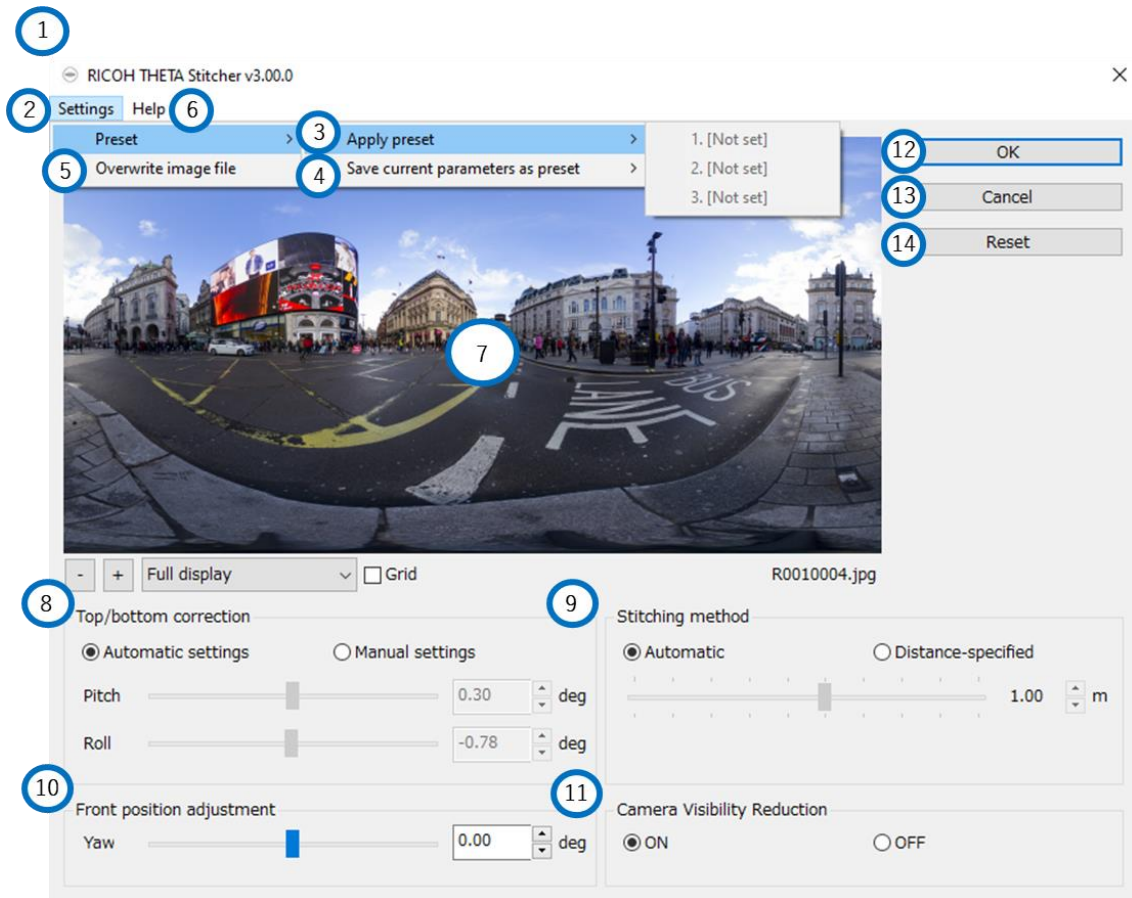 1
RICOH THETA Stitcher v3.00.0
2 Settings Help 6
Preset > 3 Apply preset > 1. [Not set]
5 Overwrite image file 4 Save current parameters as preset > 2. [Not set]
3. [Not set]
12 OK
13 Cancel
14 Reset
7
BUS
LANE
- + Full display Grid R0010004.jpg
8 Top/bottom correction
Automatic settings Manual settings
Pitch 0.30 deg
Roll -0.78 deg
9 Stitching method
Automatic Distance-specified
1.00 m
10 Front position adjustment
Yaw 0.00 deg
11 Camera Visibility Reduction
ON OFF